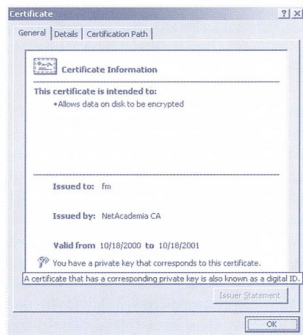 Certificate
General Details Certification Path
Certificate Information
This certificate is intended to:
•Allows data on disk to be encrypted
Issued to: fm
Issued by: NetAcademia CA
Valid from 10/18/2000 to 10/18/2001
You have a private key that corresponds to this certificate.
A certificate that has a corresponding private key is also known as a digital ID.
Issuer Statement
OK